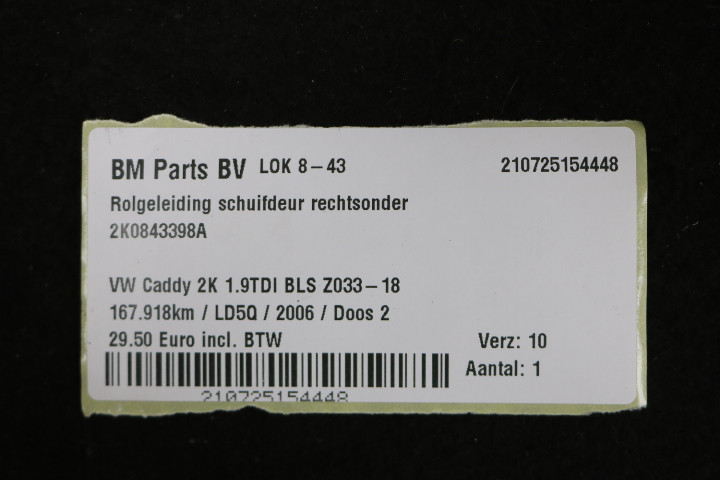 BM Parts BV LOK 8-43 210725154448
Rolgeleiding schuifdeur rechtsonder
2K0843398A
VW Caddy 2K 1.9TDI BLS Z033-18
167.918km / LD5Q / 2006 / Doos 2
29.50 Euro incl. BTW Verz: 10
Aantal: 1
210725154448